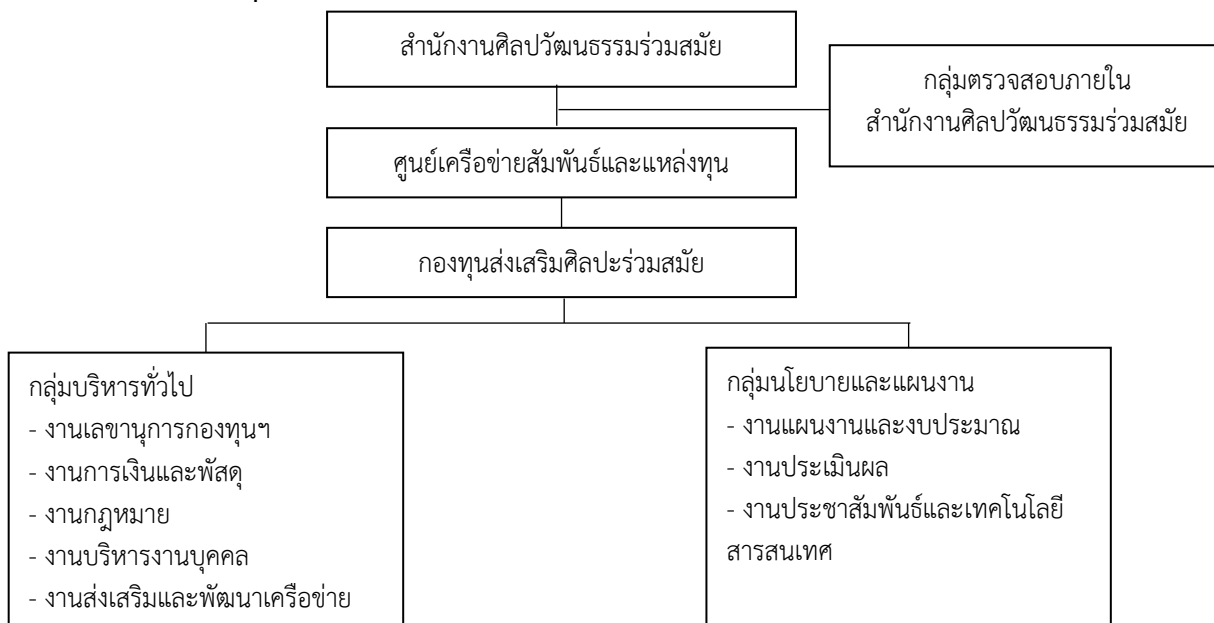 สำนักงานศิลปวัฒนธรรมร่วมสมัย
กลุ่มตรวจสอบภายใน
สำนักงานศิลปวัฒนธรรมร่วมสมัย
ศูนย์เครือข่ายสัมพันธ์และแหล่งทุน
กองทุนส่งเสริมศิลปะร่วมสมัย
กลุ่มบริหารทั่วไป
- งานเลขานุการกองทุนฯ
- งานการเงินและพัสดุ
- งานกฎหมาย
- งานบริหารงานบุคคล
- งานส่งเสริมและพัฒนาเครือข่าย
กลุ่มนโยบายและแผนงาน
- งานแผนงานและงบประมาณ
- งานประเมินผล
- งานประชาสัมพันธ์และเทคโนโลยี
สารสนเทศ